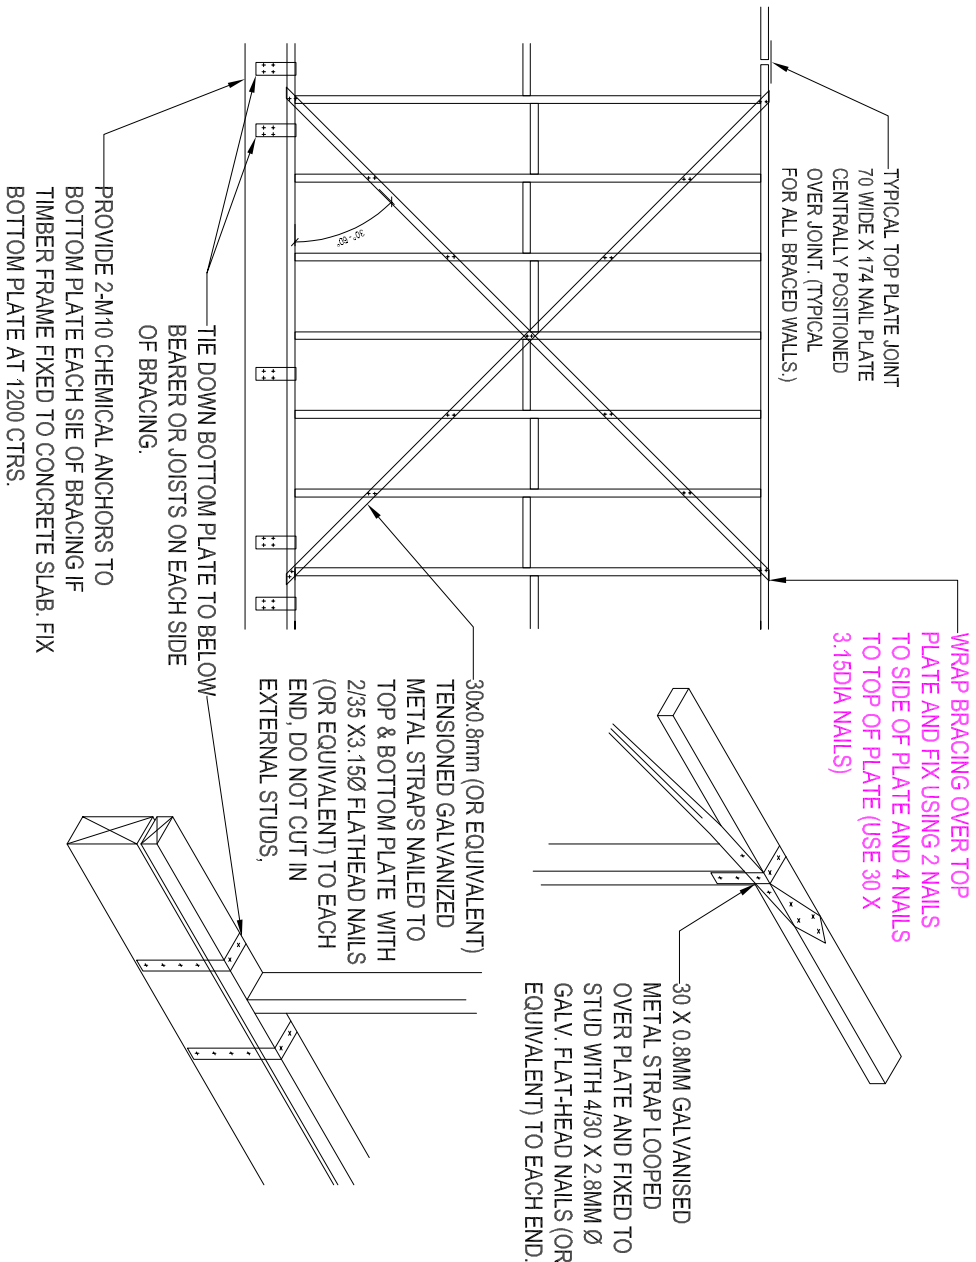 TYPICAL TOP PLATE JOINT
70 WIDE X 174 NAIL PLATE
CENTRALLY POSITIONED
OVER JOINT. (TYPICAL
FOR ALL BRACED WALLS.)
WRAP BRACING OVER TOP
PLATE AND FIX USING 2 NAILS
TO SIDE OF PLATE AND 4 NAILS
TO TOP OF PLATE (USE 30 X
3.15DIA NAILS)
30°-60°
30x0.8mm (OR EQUIVALENT)
TENSIONED GALVANIZED
METAL STRAPS NAILED TO
TOP & BOTTOM PLATE WITH
2/35 X3.15Ø FLATHEAD NAILS
(OR EQUIVALENT) TO EACH
END, DO NOT CUT IN
EXTERNAL STUDS,
30 X 0.8MM GALVANISED
METAL STRAP LOOPED
OVER PLATE AND FIXED TO
STUD WITH 4/30 X 2.8MM Ø
GALV. FLAT-HEAD NAILS (OR
EQUIVALENT) TO EACH END.
TIE DOWN BOTTOM PLATE TO BELOW
BEARER OR JOISTS ON EACH SIDE
OF BRACING.
PROVIDE 2-M10 CHEMICAL ANCHORS TO
BOTTOM PLATE EACH SIE OF BRACING IF
TIMBER FRAME FIXED TO CONCRETE SLAB. FIX
BOTTOM PLATE AT 1200 CTRS.